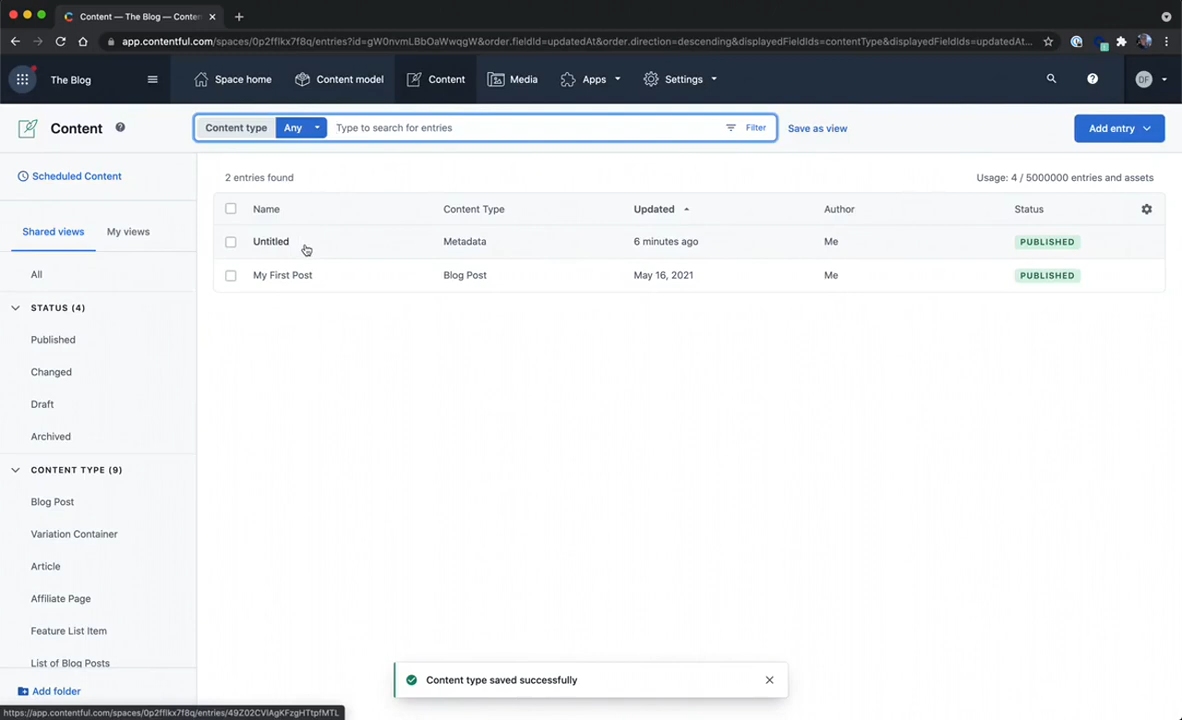 Content — The Blog — Conten
app.contentful.com/spaces/0p2fflkx7f8q/entries?id=gW0nvmLBbOaWwqgW&order.fieldId=updatedAt&order.direction=descending&displayedFieldIds=contentType&displayedFieldIds=updatedAt...
The Blog
Space home
Content model
Content
Media
Apps
Settings
DF
Content
Content type
Any
Type to search for entries
Filter
Save as view
Add entry
Scheduled Content
2 entries found
Usage: 4 / 5000000 entries and assets
Shared views
My views
Name
Content Type
Updated
Author
Status
Untitled
Metadata
6 minutes ago
Me
PUBLISHED
My First Post
Blog Post
May 16, 2021
Me
PUBLISHED
All
STATUS (4)
Published
Changed
Draft
Archived
CONTENT TYPE (9)
Blog Post
Variation Container
Article
Affiliate Page
Feature List Item
List of Blog Posts
Add folder
Content type saved successfully
https://app.contentful.com/spaces/0p2fflkx7f8q/entries/49Z02CVlAgKFzgHTtpfMTL